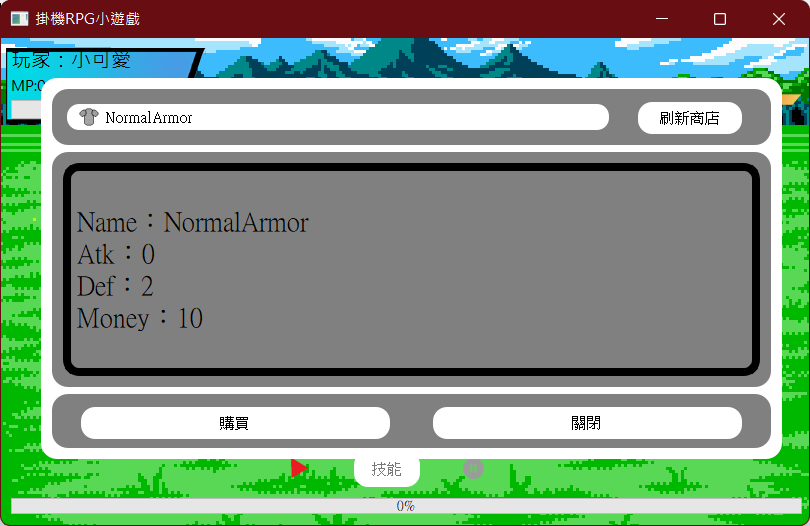 掛機RPG小遊戲
玩家：小可愛
MP:0
NormalArmor
刷新商店
Name：NormalArmor
Atk：0
Def：2
Money：10
購買
關閉
技能
0%